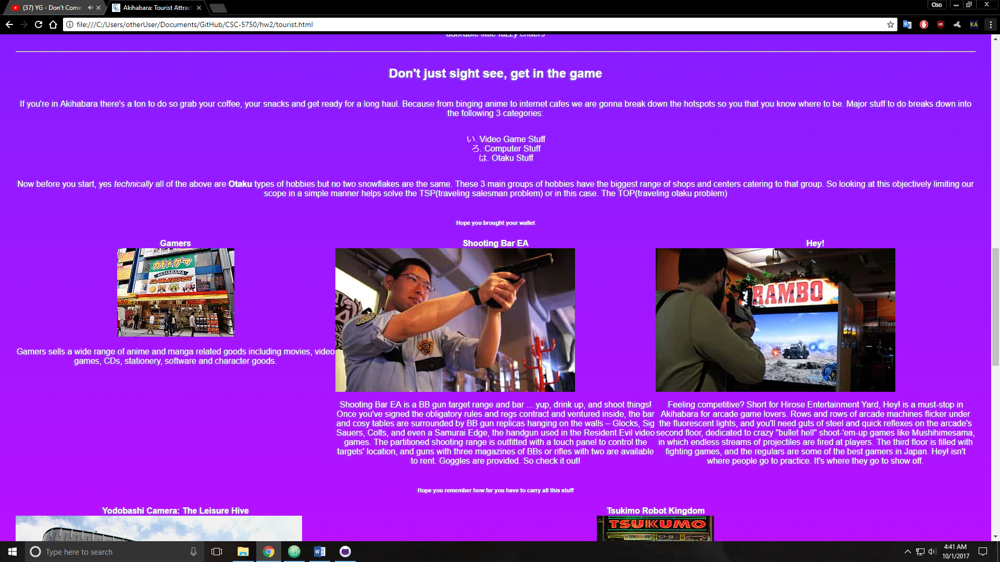 (37) YG - Don't Come
Akihabara: Tourist Attrac
Oso
file:///C:/Users/otherUser/Documents/GitHub/CSC-5750/hw2/tourist.html
adorable little fuzzy critters
Don't just sight see, get in the game
If you're in Akihabara there's a ton to do so grab your coffee, your snacks and get ready for a long haul. Because from binging anime to internet cafes we are gonna break down the hotspots so you that you know where to be. Major stuff to do breaks down into
the following 3 categories:
い. Video Game Stuff
ろ. Computer Stuff
は. Otaku Stuff
Now before you start, yes technically all of the above are Otaku types of hobbies but no two snowflakes are the same. These 3 main groups of hobbies have the biggest range of shops and centers catering to that group. So looking at this objectively limiting our
scope in a simple manner helps solve the TSP(traveling salesman problem) or in this case. The TOP(traveling otaku problem)
Hope you brought your wallet
Gamers
カド★ゲマ
AKIHABARA
GAMERS
Gamers sells a wide range of anime and manga related goods including movies, video
games, CDs, stationery, software and character goods.
Shooting Bar EA
Shooting Bar EA is a BB gun target range and bar ... yup, drink up, and shoot things!
Once you've signed the obligatory rules and regs contract and ventured inside, the bar
and cosy tables are surrounded by BB gun replicas hanging on the walls – Glocks, Sig
Sauers, Colts, and even a Samurai Edge, the handgun used in the Resident Evil video
games. The partitioned shooting range is outfitted with a touch panel to control the
targets' location, and guns with three magazines of BBs or rifles with two are available
to rent. Goggles are provided. So check it out!
Hey!
RAMBO
Feeling competitive? Short for Hirose Entertainment Yard, Hey! is a must-stop in
Akihabara for arcade game lovers. Rows and rows of arcade machines flicker under
the fluorescent lights, and you'll need guts of steel and quick reflexes on the arcade's
second floor, dedicated to crazy "bullet hell" shoot-'em-up games like Mushihimesama,
in which endless streams of projectiles are fired at players. The third floor is filled with
fighting games, and the regulars are some of the best gamers in Japan. Hey! isn't
where people go to practice. It's where they go to show off.
Hope you remember how far you have to carry all this stuff
Yodobashi Camera: The Leisure Hive
Tsukimo Robot Kingdom
TSUKUMO
Type here to search
4:41 AM
10/1/2017